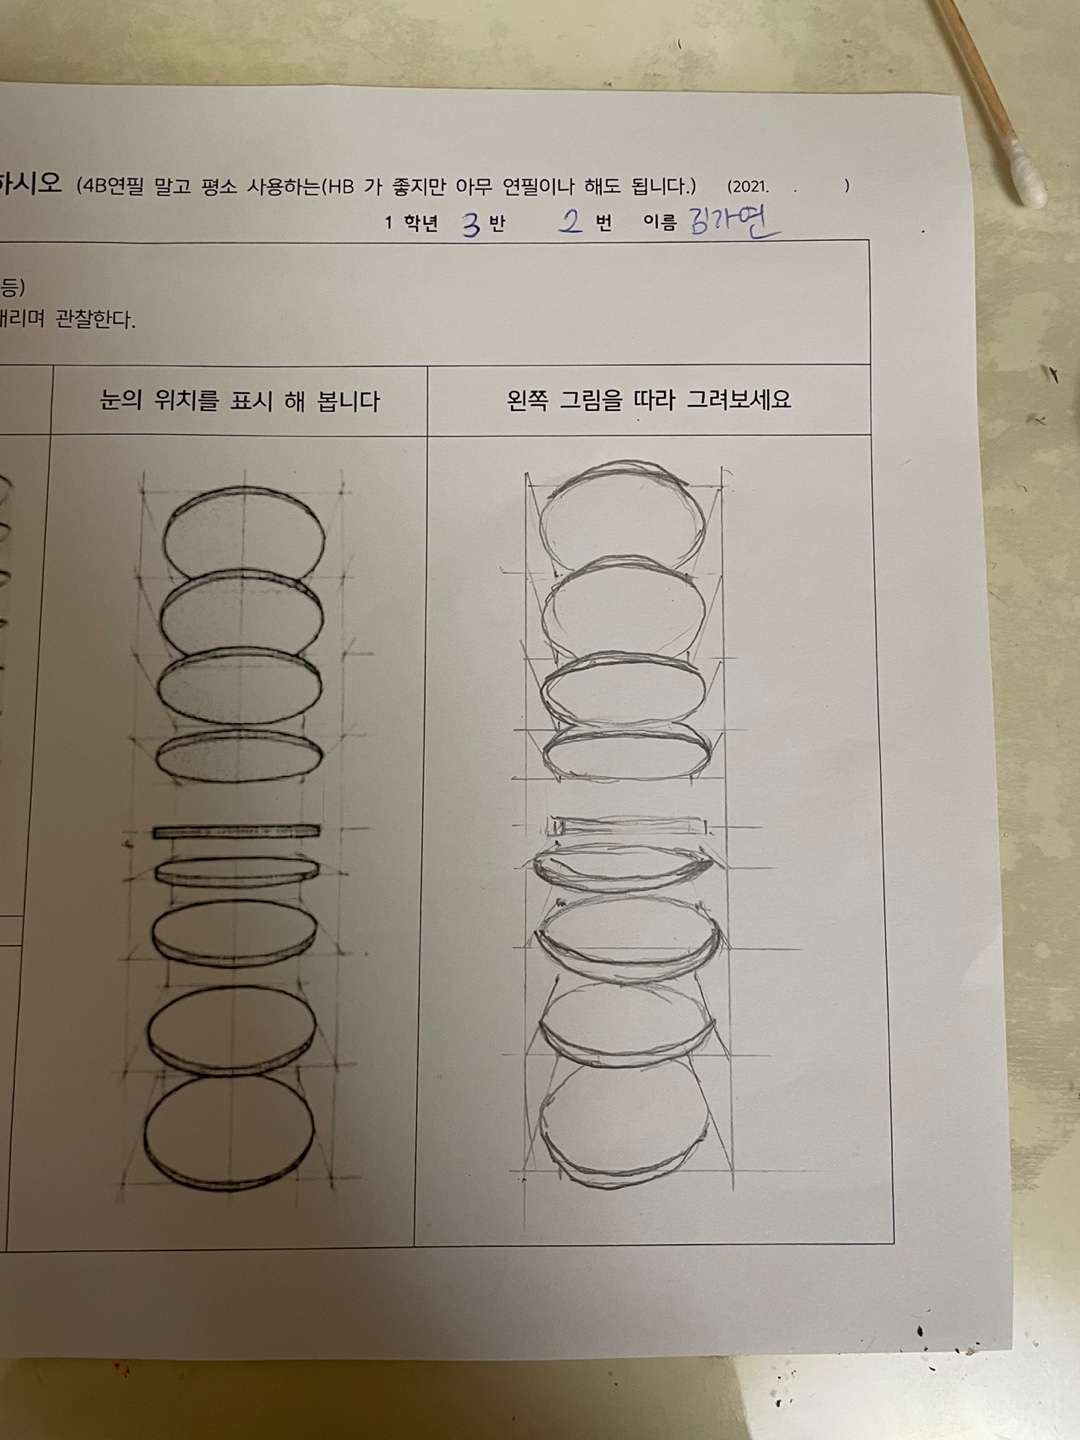 하시오 (4B연필 말고 평소 사용하는(HB 가 좋지만 아무 연필이나 해도 됩니다.) (2021. . )
1 학년 3 반 2 번 이름 김가연
등)
내리며 관찰한다.
눈의 위치를 표시 해 봅니다
왼쪽 그림을 따라 그려보세요